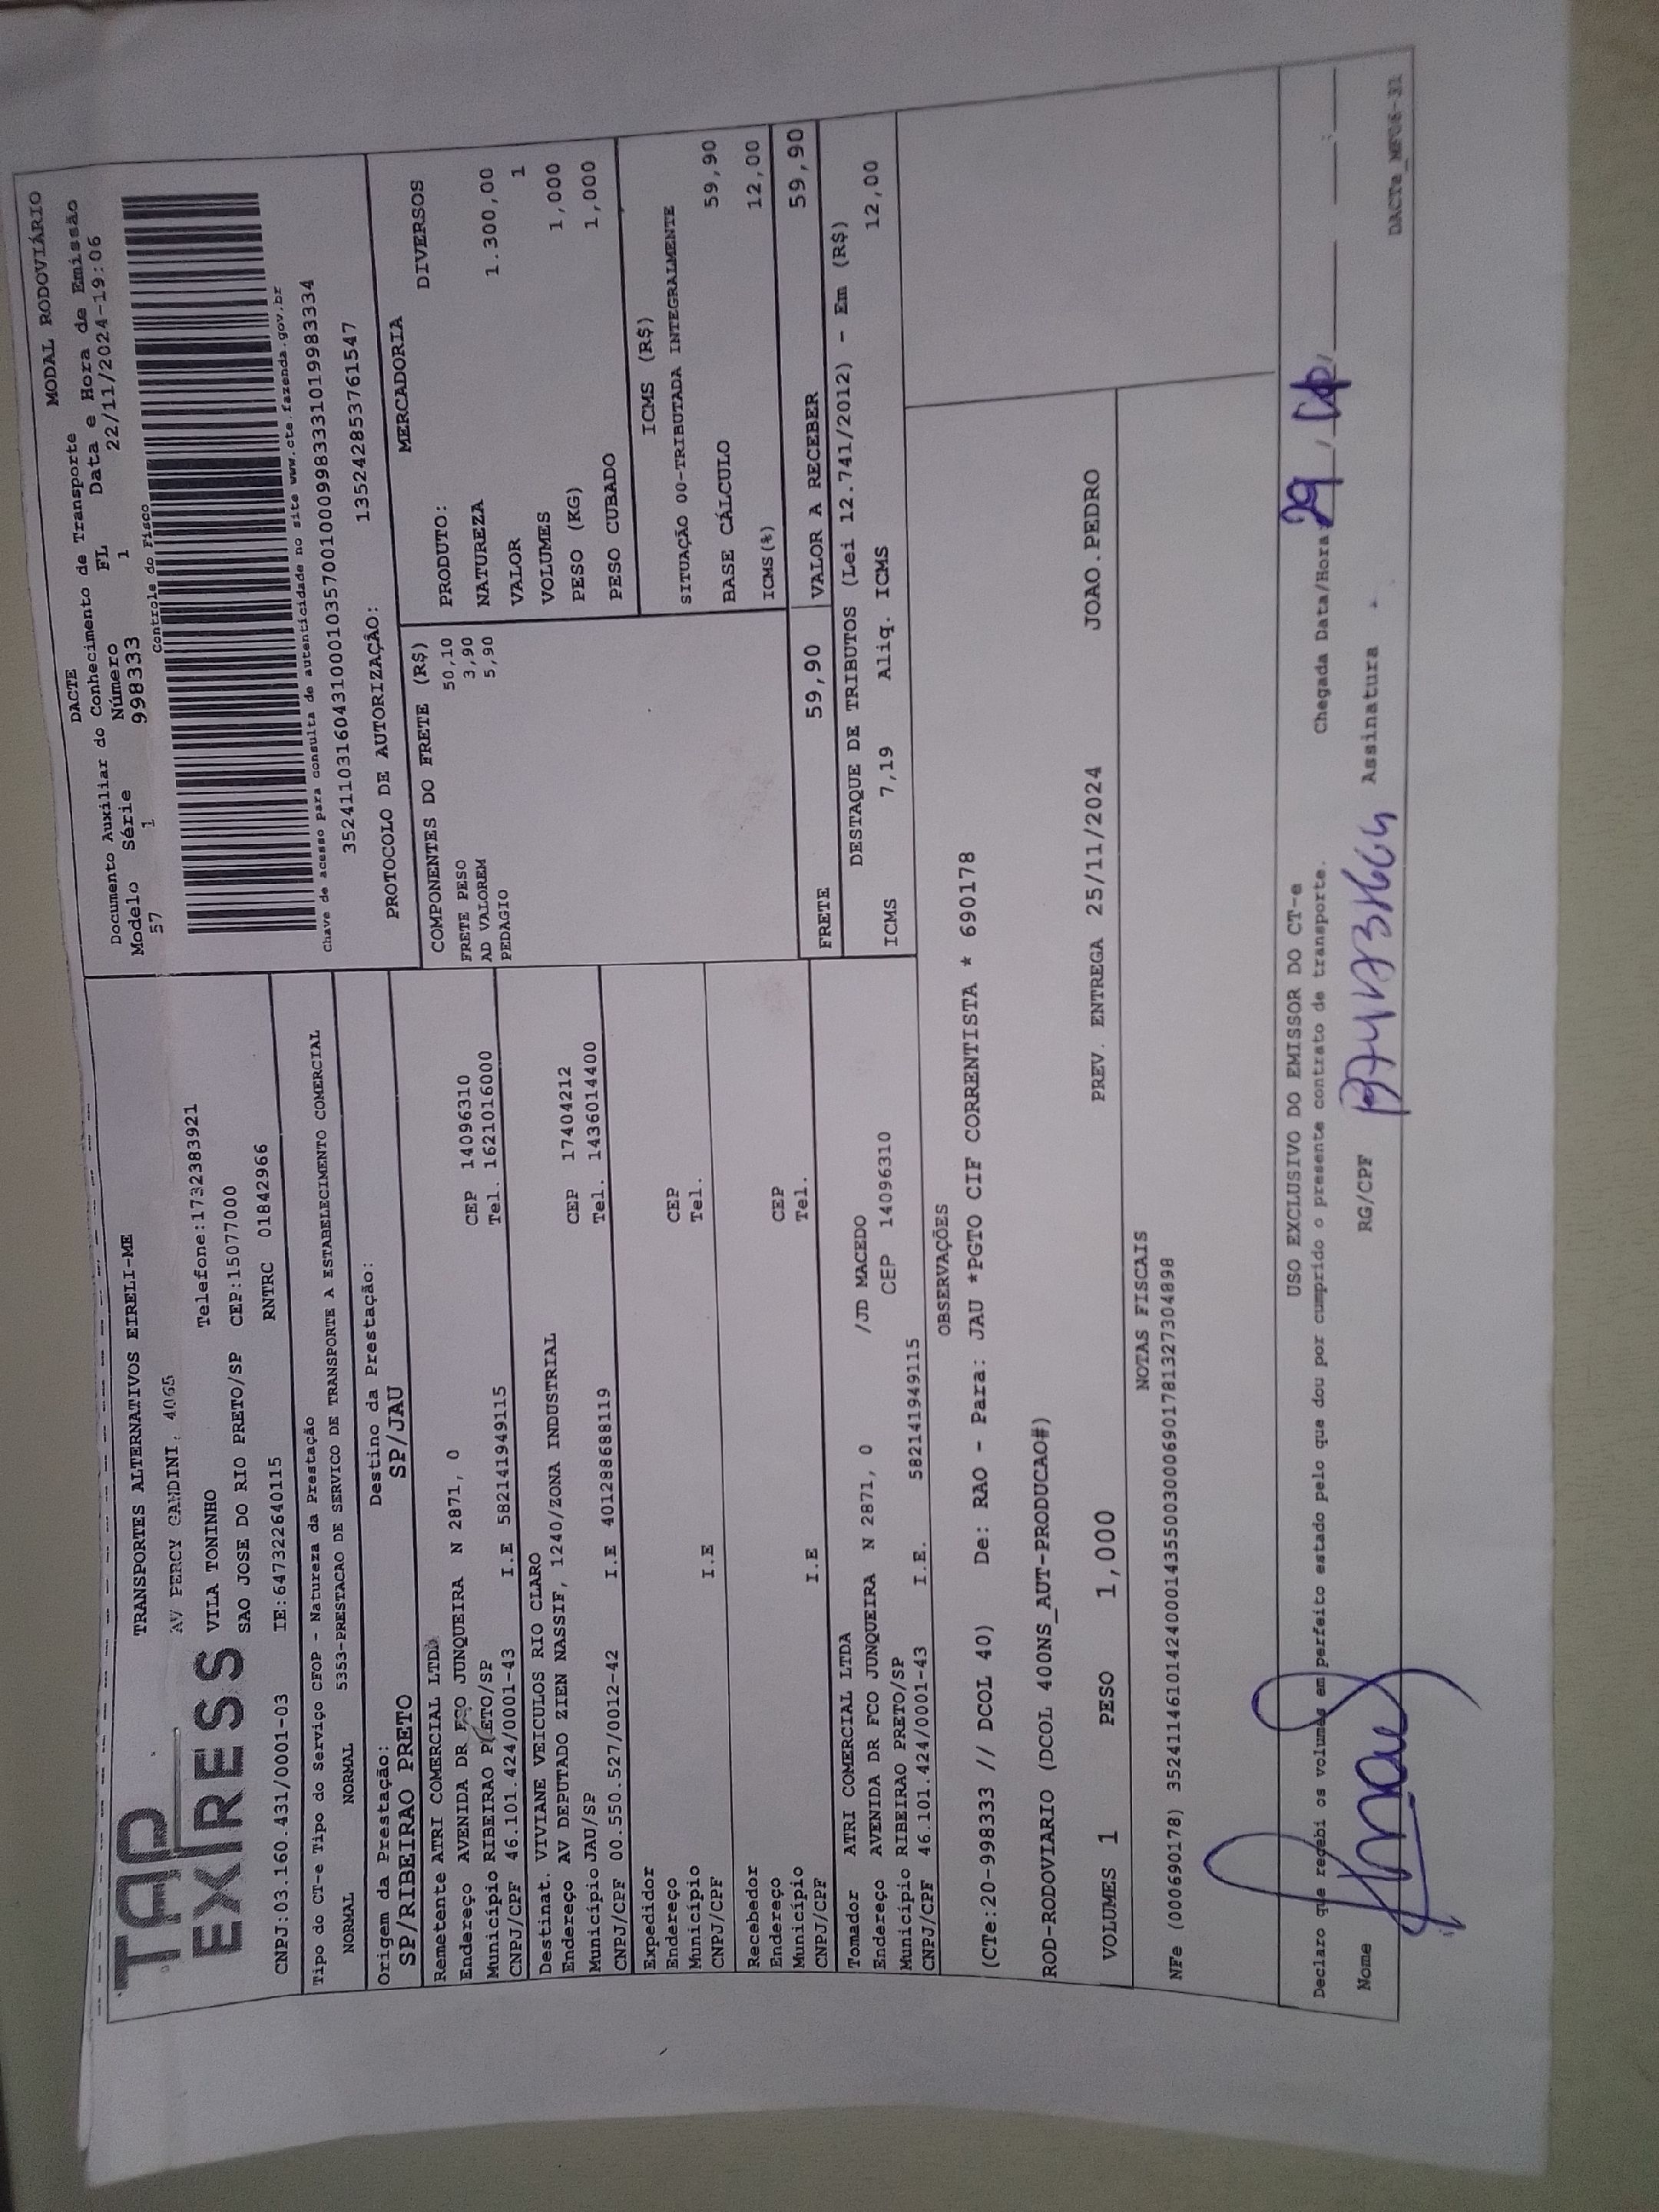 TAP
EXPRESS
TRANSPORTES ALTERNATIVOS EIRELI-ME
AV PERCY GANDINI, 4065
VILA TONINHO Telefone:1732383921
SAO JOSE DO RIO PRETO/SP CEP:15077000
CNPJ:03.160.431/0001-03 IE:647322640115 RNTRC 01842966
DACTE MODAL RODOVIÁRIO
Documento Auxiliar do Conhecimento de Transporte
Modelo Série Número FL Data e Hora de Emissão
57 1 998333 1 22/11/2024-19:06
Controle do Fisco
Chave de acesso para consulta de autenticidade no site www.cte.fazenda.gov.br
35241103160431000103570010009983331019983334
PROTOCOLO DE AUTORIZAÇÃO: 135242853761547
Tipo do CT-e Tipo do Serviço CFOP - Natureza da Prestação
NORMAL NORMAL 5353-PRESTACAO DE SERVICO DE TRANSPORTE A ESTABELECIMENTO COMERCIAL
Origem da Prestação: Destino da Prestação:
SP/RIBEIRAO PRETO SP/JAU
Remetente ATRI COMERCIAL LTDA
Endereço AVENIDA DR FCO JUNQUEIRA N 2871, 0 CEP 14096310
Município RIBEIRAO PRETO/SP Tel. 1621016000
CNPJ/CPF 46.101.424/0001-43 I.E 582141949115
Destinat. VIVIANE VEICULOS RIO CLARO
Endereço AV DEPUTADO ZIEN NASSIF, 1240/ZONA INDUSTRIAL CEP 17404212
Município JAU/SP Tel. 1436014400
CNPJ/CPF 00.550.527/0012-42 I.E 401288688119
Expedidor
Endereço CEP
Município Tel.
CNPJ/CPF I.E
Recebedor
Endereço CEP
Município Tel.
CNPJ/CPF I.E
Tomador ATRI COMERCIAL LTDA
Endereço AVENIDA DR FCO JUNQUEIRA N 2871, 0 /JD MACEDO
Município RIBEIRAO PRETO/SP CEP 14096310
CNPJ/CPF 46.101.424/0001-43 I.E. 582141949115
COMPONENTES DO FRETE (R$)
FRETE PESO 50,10
AD VALOREM 3,90
PEDAGIO 5,90
MERCADORIA
PRODUTO: DIVERSOS
NATUREZA
VALOR 1.300,00
VOLUMES 1
PESO (KG) 1,000
PESO CUBADO 1,000
ICMS (R$)
SITUAÇÃO 00-TRIBUTADA INTEGRALMENTE
BASE CÁLCULO 59,90
ICMS(%) 12,00
FRETE 59,90 VALOR A RECEBER 59,90
DESTAQUE DE TRIBUTOS (Lei 12.741/2012) - Em (R$)
ICMS 7,19 Aliq. ICMS 12,00
OBSERVAÇÕES
(CTe:20-998333 // DCOL 40) De: RAO - Para: JAU *PGTO CIF CORRENTISTA * 690178
ROD-RODOVIARIO (DCOL 400NS_AUT-PRODUCAO#)
VOLUMES 1 PESO 1,000 PREV. ENTREGA 25/11/2024 JOAO.PEDRO
NOTAS FISCAIS
NFe (000690178) 35241146101424000143550030006901781327304898
USO EXCLUSIVO DO EMISSOR DO CT-e
Declaro que recebi os volumes em perfeito estado pelo que dou por cumprido o presente contrato de transporte. Chegada Data/Hora / /
Nome RG/CPF Assinatura
DACTe_MF06-31